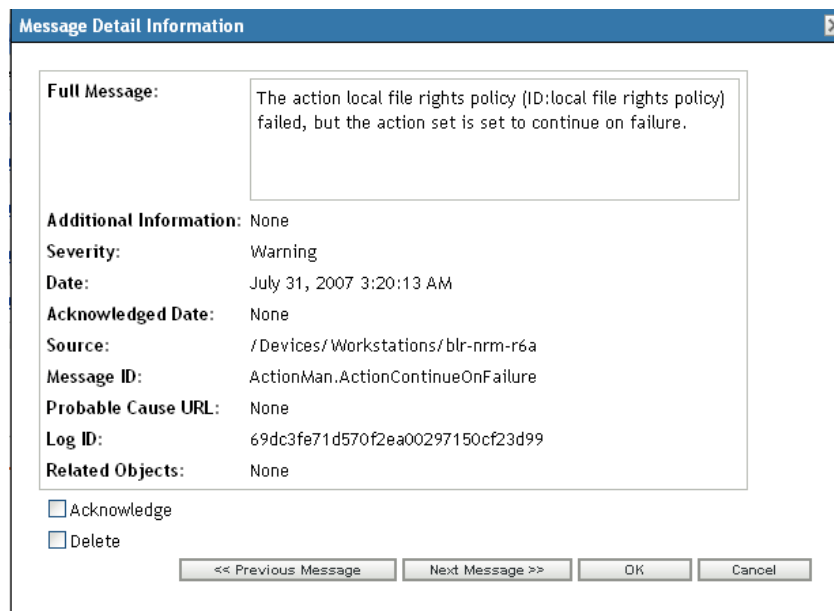 Message Detail Information
Full Message:
The action local file rights policy (ID:local file rights policy)
failed, but the action set is set to continue on failure.
Additional Information: None
Severity: Warning
Date: July 31, 2007 3:20:13 AM
Acknowledged Date: None
Source: /Devices/Workstations/blr-nrm-r6a
Message ID: ActionMan.ActionContinueOnFailure
Probable Cause URL: None
Log ID: 69dc3fe71d570f2ea00297150cf23d99
Related Objects: None
Acknowledge
Delete
<< Previous Message Next Message >> OK Cancel